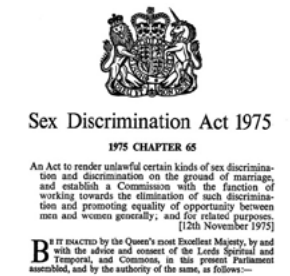 Sex Discrimination Act 1975
1975 CHAPTER 65
An Act to render unlawful certain kinds of sex discrimina-
tion and discrimination on the ground of marriage,
and establish a Commission with the function of
working towards the elimination of such discrimina-
tion and promoting equality of opportunity between
men and women generally; and for related purposes.
[12th November 1975]
BE IT ENACTED by the Queen's most Excellent Majesty, by and
with the advice and consent of the Lords Spiritual and
Temporal, and Commons, in this present Parliament
assembled, and by the authority of the same, as follows:—